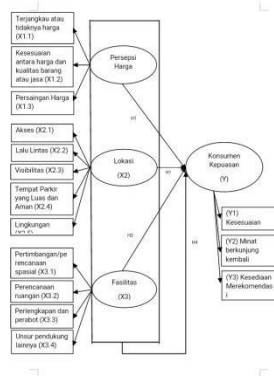 Terjangkau atau
tidaknya harga
(X1.1)
Kesesuaian
antara harga dan
kualitas barang
atau jasa (X1.2)
Persaingan Harga
(X1.3)
Persepsi
Harga
H1
Akses (X2.1)
Lalu Lintas (X2.2)
Visibilitas (X2.3)
Tempat Parkir
yang Luas dan
Aman (X2.4)
Lingkungan
Lokasi
(X2)
Konsumen
Kepuasan
(Y)
H4
(Y1)
Kesesuaian
(Y2) Minat
berkunjung
kembali
(Y3) Kesediaan
Merekomendas
i
Pertimbangan/pe
rencanaan
spasial (X3.1)
Perencanaan
ruangan (X3.2)
Perlengkapan dan
perabot (X3.3)
Unsur pendukung
lainya (X3.4)
Fasilitas
(X3)